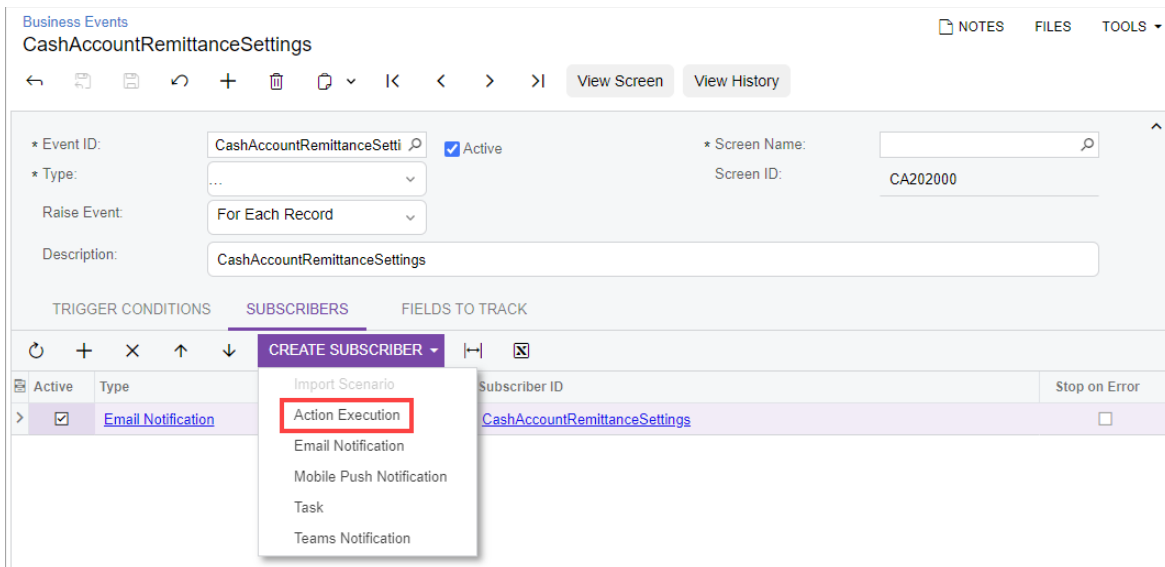 Business Events
CashAccountRemittanceSettings
NOTES FILES TOOLS
View Screen View History
* Event ID: CashAccountRemittanceSetti Active * Screen Name:
* Type: ... Screen ID: CA202000
Raise Event: For Each Record
Description: CashAccountRemittanceSettings
TRIGGER CONDITIONS SUBSCRIBERS FIELDS TO TRACK
CREATE SUBSCRIBER
Active Type Subscriber ID Stop on Error
Email Notification CashAccountRemittanceSettings
Import Scenario
Action Execution
Email Notification
Mobile Push Notification
Task
Teams Notification